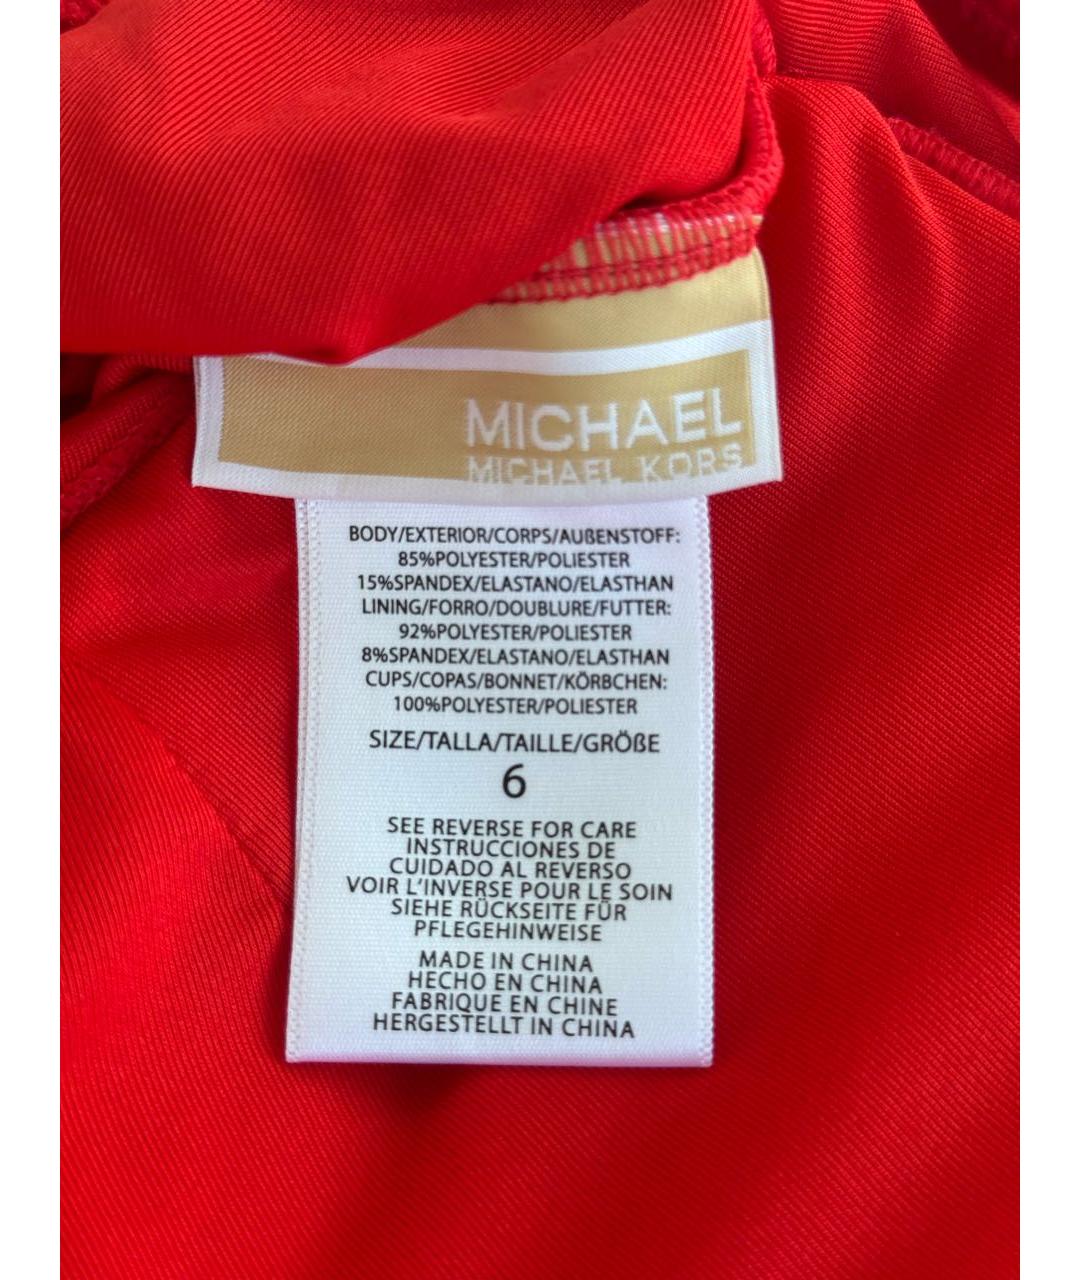 MICHAEL
MICHAEL KORS
BODY/EXTERIOR/CORPS/AUßENSTOFF:
85%POLYESTER/POLIESTER
15%SPANDEX/ELASTANO/ELASTHAN
LINING/FORRO/DOUBLURE/FUTTER:
92%POLYESTER/POLIESTER
8%SPANDEX/ELASTANO/ELASTHAN
CUPS/COPAS/BONNET/KÖRBCHEN:
100%POLYESTER/POLIESTER
SIZE/TALLA/TAILLE/GRÖßE
6
SEE REVERSE FOR CARE
INSTRUCCIONES DE
CUIDADO AL REVERSO
VOIR L'INVERSE POUR LE SOIN
SIEHE RÜCKSEITE FÜR
PFLEGEHINWEISE
MADE IN CHINA
HECHO EN CHINA
FABRIQUE EN CHINE
HERGESTELLT IN CHINA